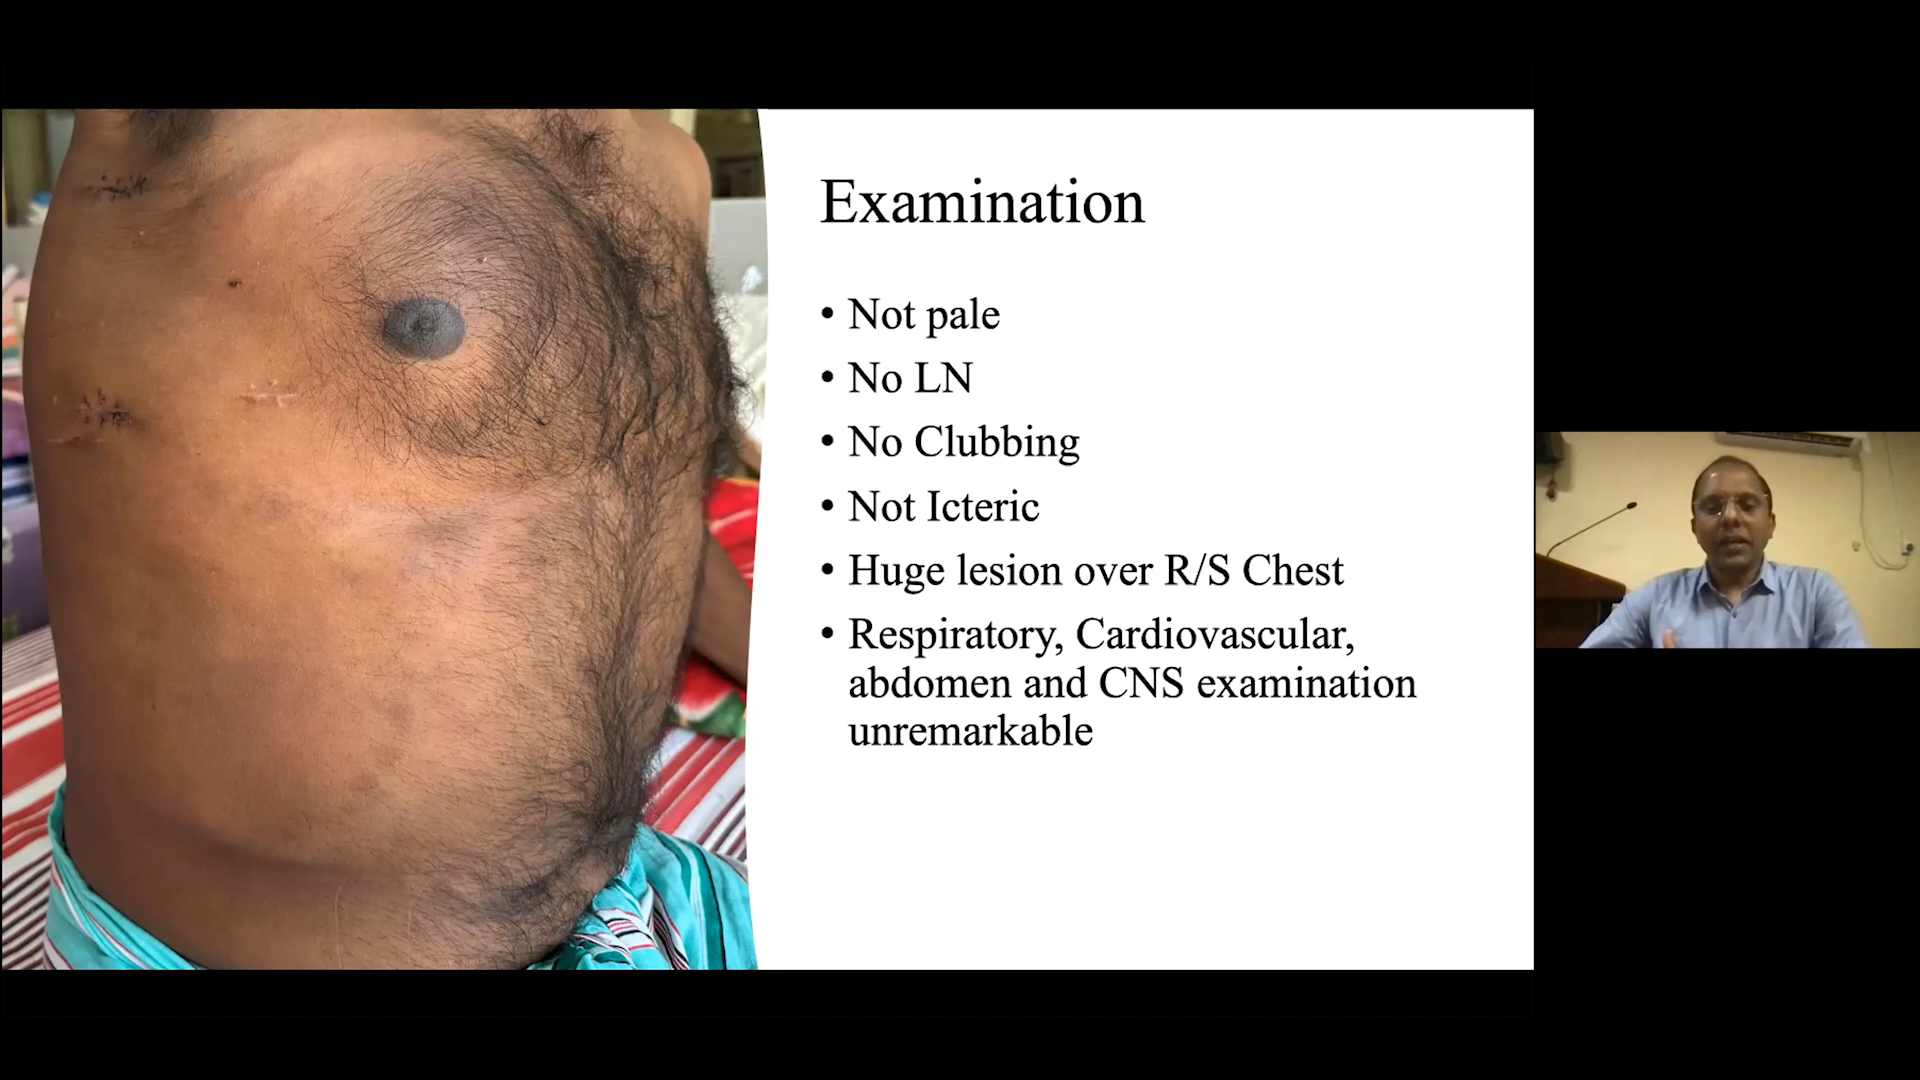 Examination
• Not pale
• No LN
• No Clubbing
• Not Icteric
• Huge lesion over R/S Chest
• Respiratory, Cardiovascular,
abdomen and CNS examination
unremarkable